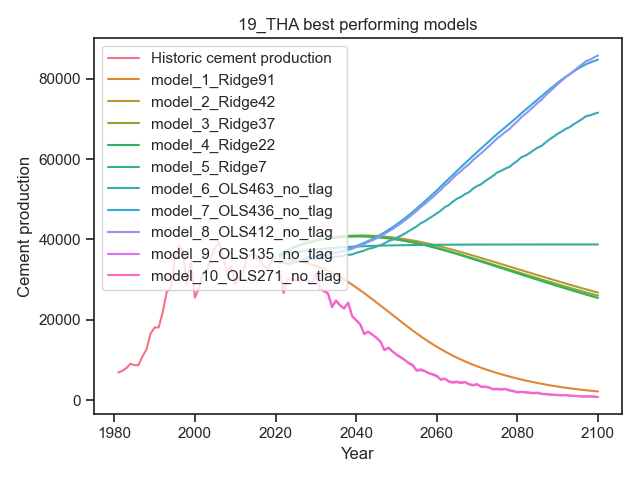 19_THA best performing models
Cement production
80000
60000
40000
20000
0
Historic cement production
model_1_Ridge91
model_2_Ridge42
model_3_Ridge37
model_4_Ridge22
model_5_Ridge7
model_6_OLS463_no_tlag
model_7_OLS436_no_tlag
model_8_OLS412_no_tlag
model_9_OLS135_no_tlag
model_10_OLS271_no_tlag
1980 2000 2020 2040 2060 2080 2100
Year